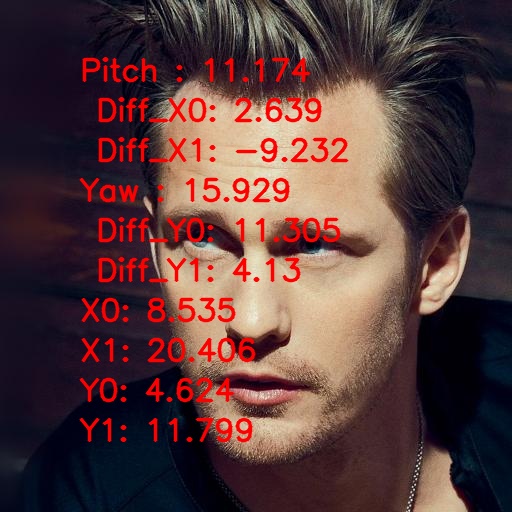 Pitch : 11.174
Diff_X0: 2.639
Diff_X1: -9.232
Yaw : 15.929
Diff_Y0: 11.305
Diff_Y1: 4.13
X0: 8.535
X1: 20.406
Y0: 4.624
Y1: 11.799